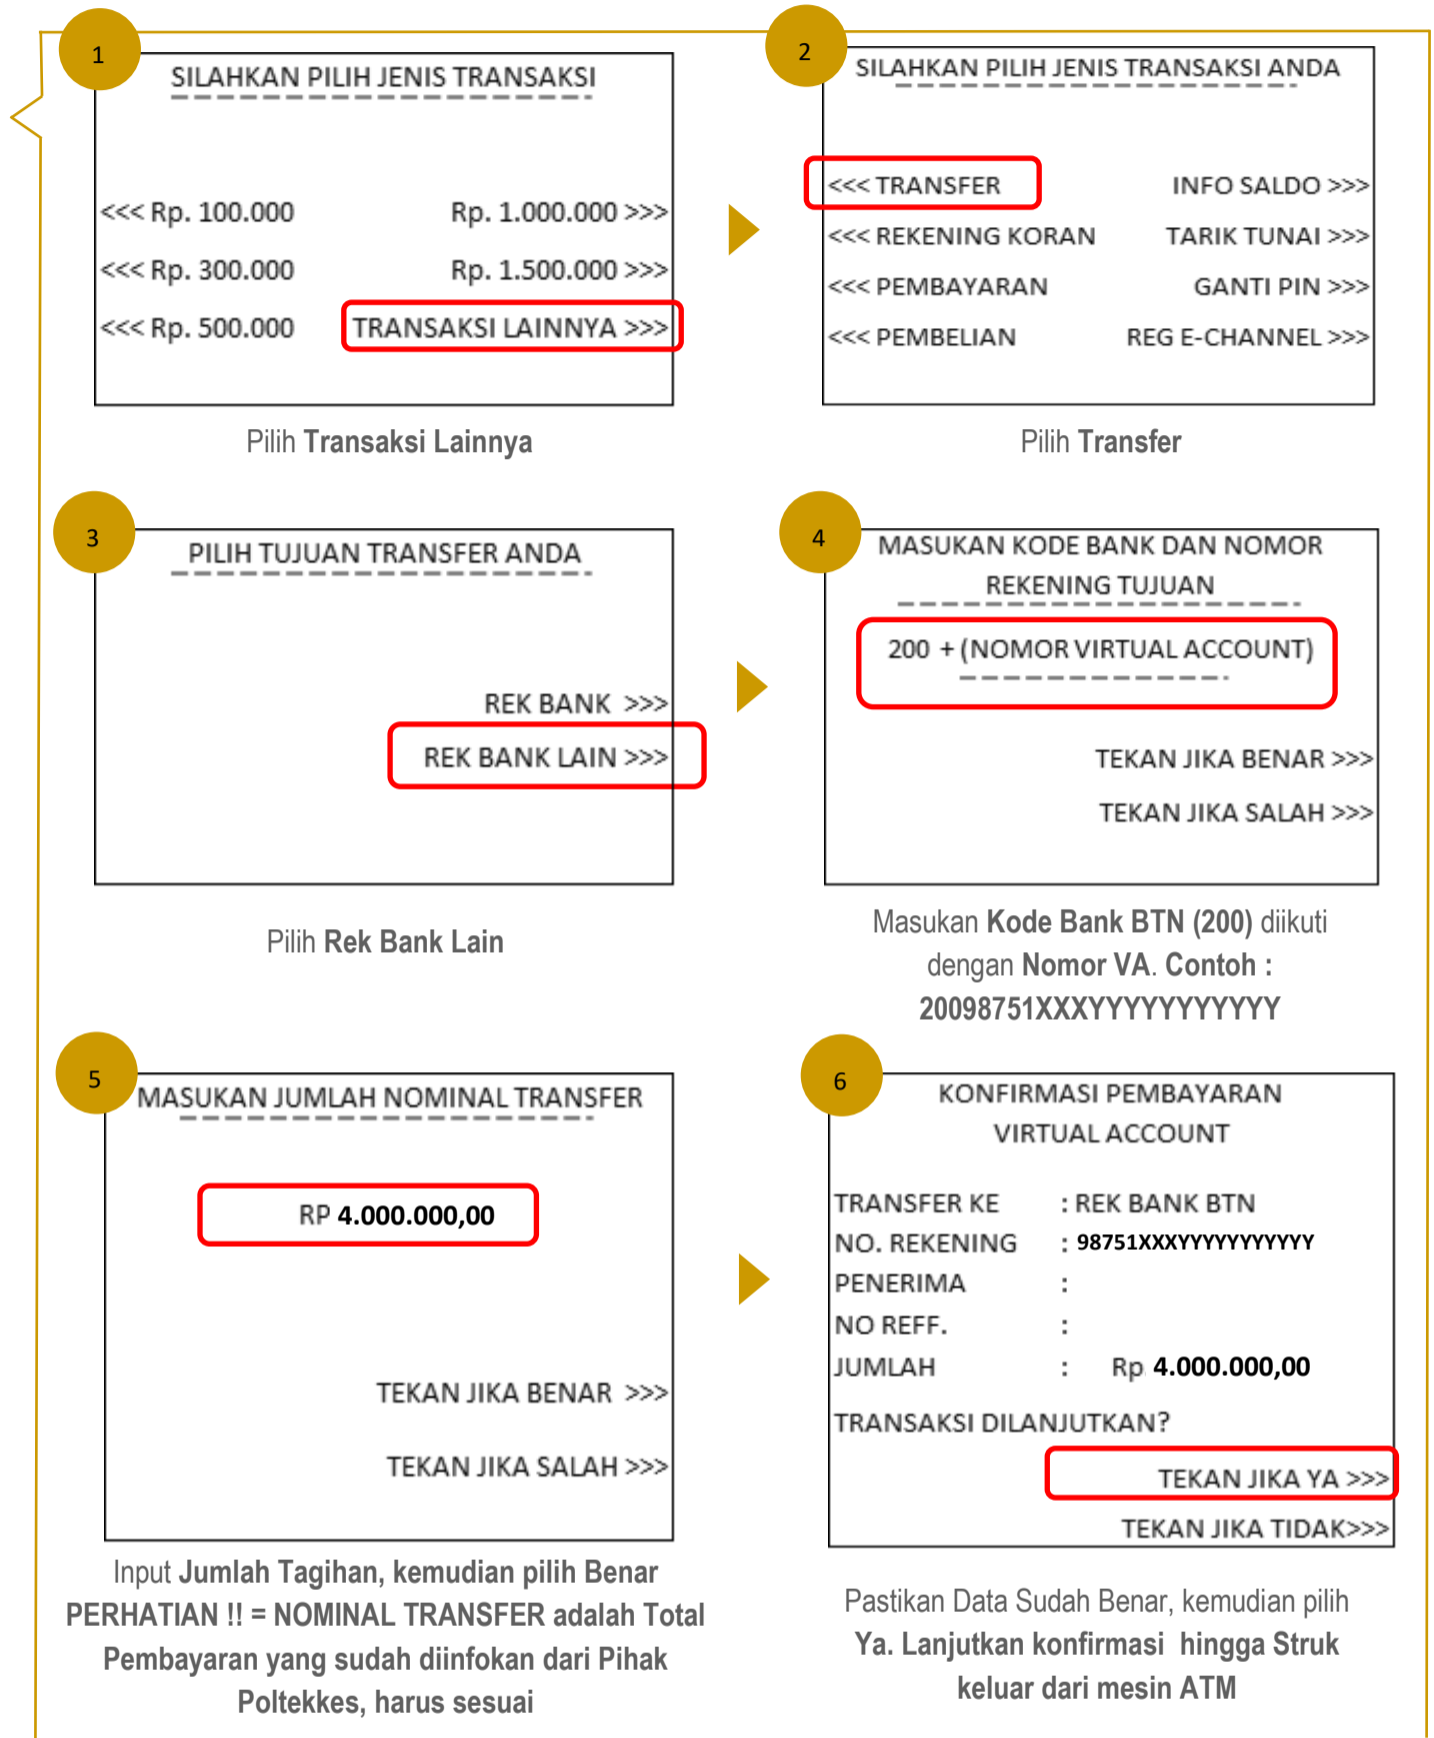 1
SILAHKAN PILIH JENIS TRANSAKSI
<<< Rp. 100.000 Rp. 1.000.000 >>>
<<< Rp. 300.000 Rp. 1.500.000 >>>
<<< Rp. 500.000 TRANSAKSI LAINNYA >>>
Pilih Transaksi Lainnya
2
SILAHKAN PILIH JENIS TRANSAKSI ANDA
<<< TRANSFER INFO SALDO >>>
<<< REKENING KORAN TARIK TUNAI >>>
<<< PEMBAYARAN GANTI PIN >>>
<<< PEMBELIAN REG E-CHANNEL >>>
Pilih Transfer
3
PILIH TUJUAN TRANSFER ANDA
REK BANK >>>
REK BANK LAIN >>>
Pilih Rek Bank Lain
4
MASUKAN KODE BANK DAN NOMOR
REKENING TUJUAN
200 + (NOMOR VIRTUAL ACCOUNT)
TEKAN JIKA BENAR >>>
TEKAN JIKA SALAH >>>
Masukan Kode Bank BTN (200) diikuti
dengan Nomor VA. Contoh :
20098751XXXYYYYYYYYYYY
5
MASUKAN JUMLAH NOMINAL TRANSFER
RP 4.000.000,00
TEKAN JIKA BENAR >>>
TEKAN JIKA SALAH >>>
Input Jumlah Tagihan, kemudian pilih Benar
PERHATIAN !! = NOMINAL TRANSFER adalah Total
Pembayaran yang sudah diinfokan dari Pihak
Poltekkes, harus sesuai
6
KONFIRMASI PEMBAYARAN
VIRTUAL ACCOUNT
TRANSFER KE : REK BANK BTN
NO. REKENING : 98751XXXYYYYYYYYYYY
PENERIMA :
NO REFF. :
JUMLAH : Rp 4.000.000,00
TRANSAKSI DILANJUTKAN?
TEKAN JIKA YA >>>
TEKAN JIKA TIDAK>>>
Pastikan Data Sudah Benar, kemudian pilih
Ya. Lanjutkan konfirmasi hingga Struk
keluar dari mesin ATM